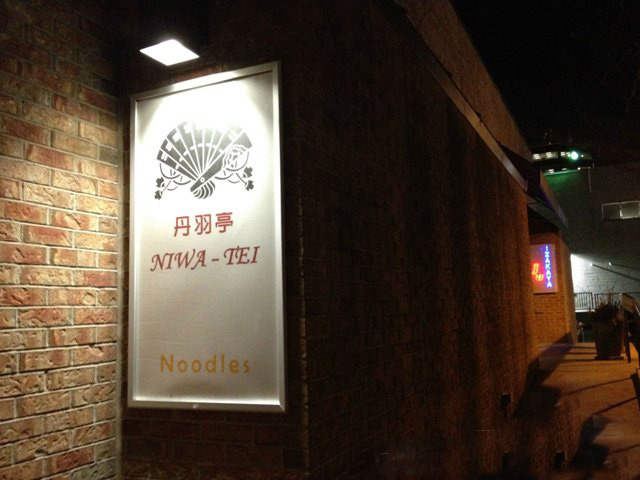 丹羽亭
NIWA - TEI
Noodles
IZAKAYA